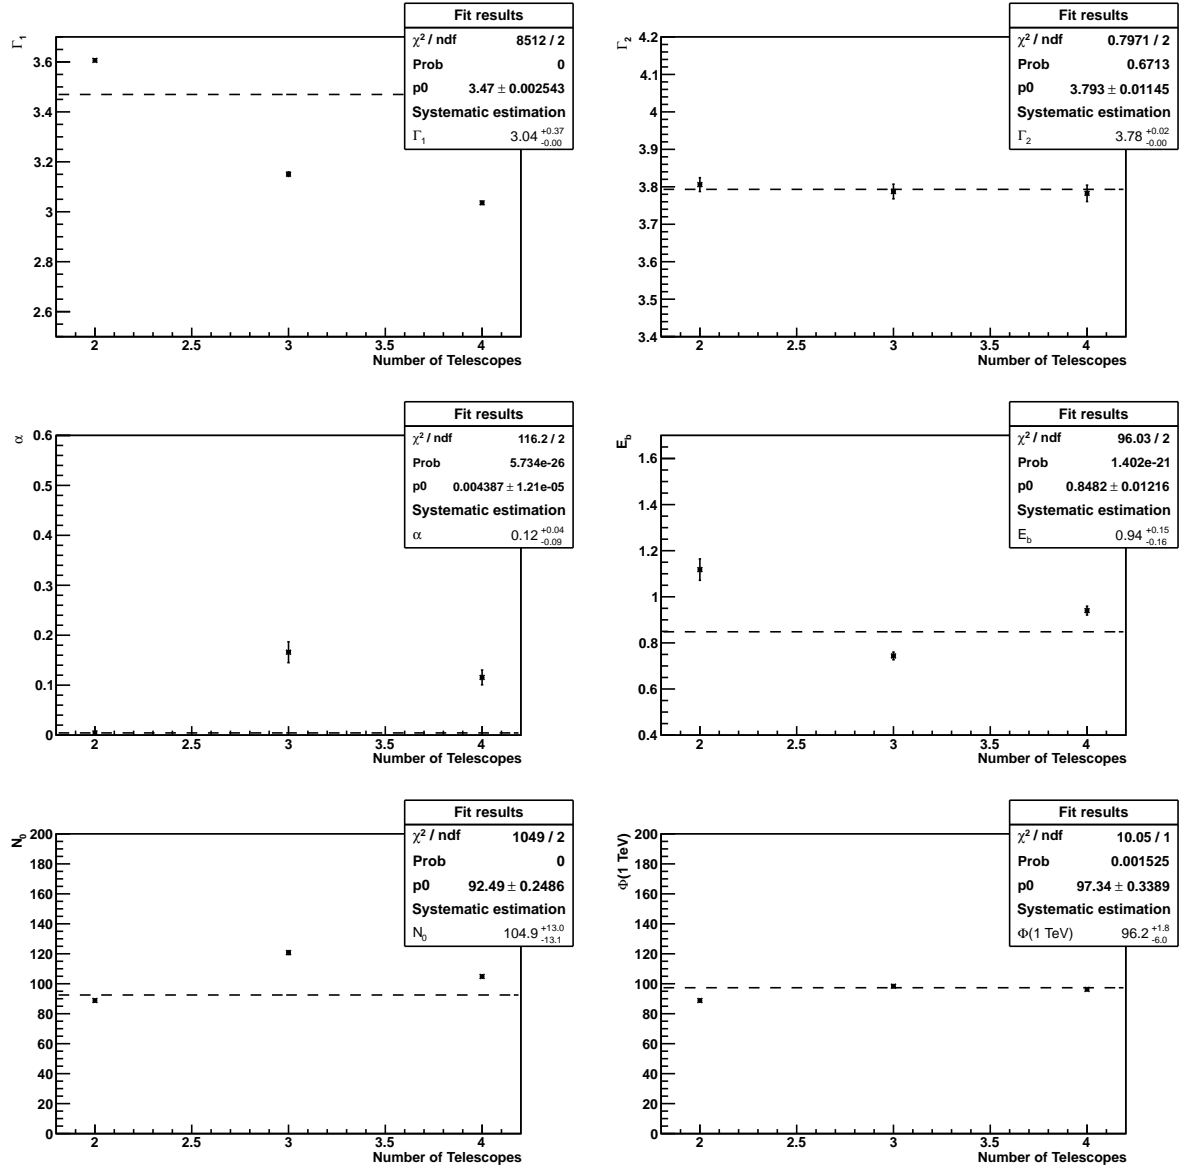 Fit results
χ² / ndf 8512 / 2
Prob 0
p0 3.47 ± 0.002543
Systematic estimation
Γ₁ 3.04 +0.37 -0.00
Γ₁
3.6
3.4
3.2
3
2.8
2.6
2 2.5 3 3.5 4
Number of Telescopes
Fit results
χ² / ndf 0.7971 / 2
Prob 0.6713
p0 3.793 ± 0.01145
Systematic estimation
Γ₂ 3.78 +0.02 -0.00
Γ₂
4.2
4.1
4
3.9
3.8
3.7
3.6
3.5
3.4
2 2.5 3 3.5 4
Number of Telescopes
Fit results
χ² / ndf 116.2 / 2
Prob 5.734e-26
p0 0.004387 ± 1.21e-05
Systematic estimation
α 0.12 +0.04 -0.09
α
0.6
0.5
0.4
0.3
0.2
0.1
0
2 2.5 3 3.5 4
Number of Telescopes
Fit results
χ² / ndf 96.03 / 2
Prob 1.402e-21
p0 0.8482 ± 0.01216
Systematic estimation
E_b 0.94 +0.15 -0.16
E_b
1.6
1.4
1.2
1
0.8
0.6
0.4
2 2.5 3 3.5 4
Number of Telescopes
Fit results
χ² / ndf 1049 / 2
Prob 0
p0 92.49 ± 0.2486
Systematic estimation
N₀ 104.9 +13.0 -13.1
N₀
200
180
160
140
120
100
80
60
40
20
0
2 2.5 3 3.5 4
Number of Telescopes
Fit results
χ² / ndf 10.05 / 1
Prob 0.001525
p0 97.34 ± 0.3389
Systematic estimation
Φ(1 TeV) 96.2 +1.8 -6.0
Φ(1 TeV)
200
180
160
140
120
100
80
60
40
20
0
2 2.5 3 3.5 4
Number of Telescopes